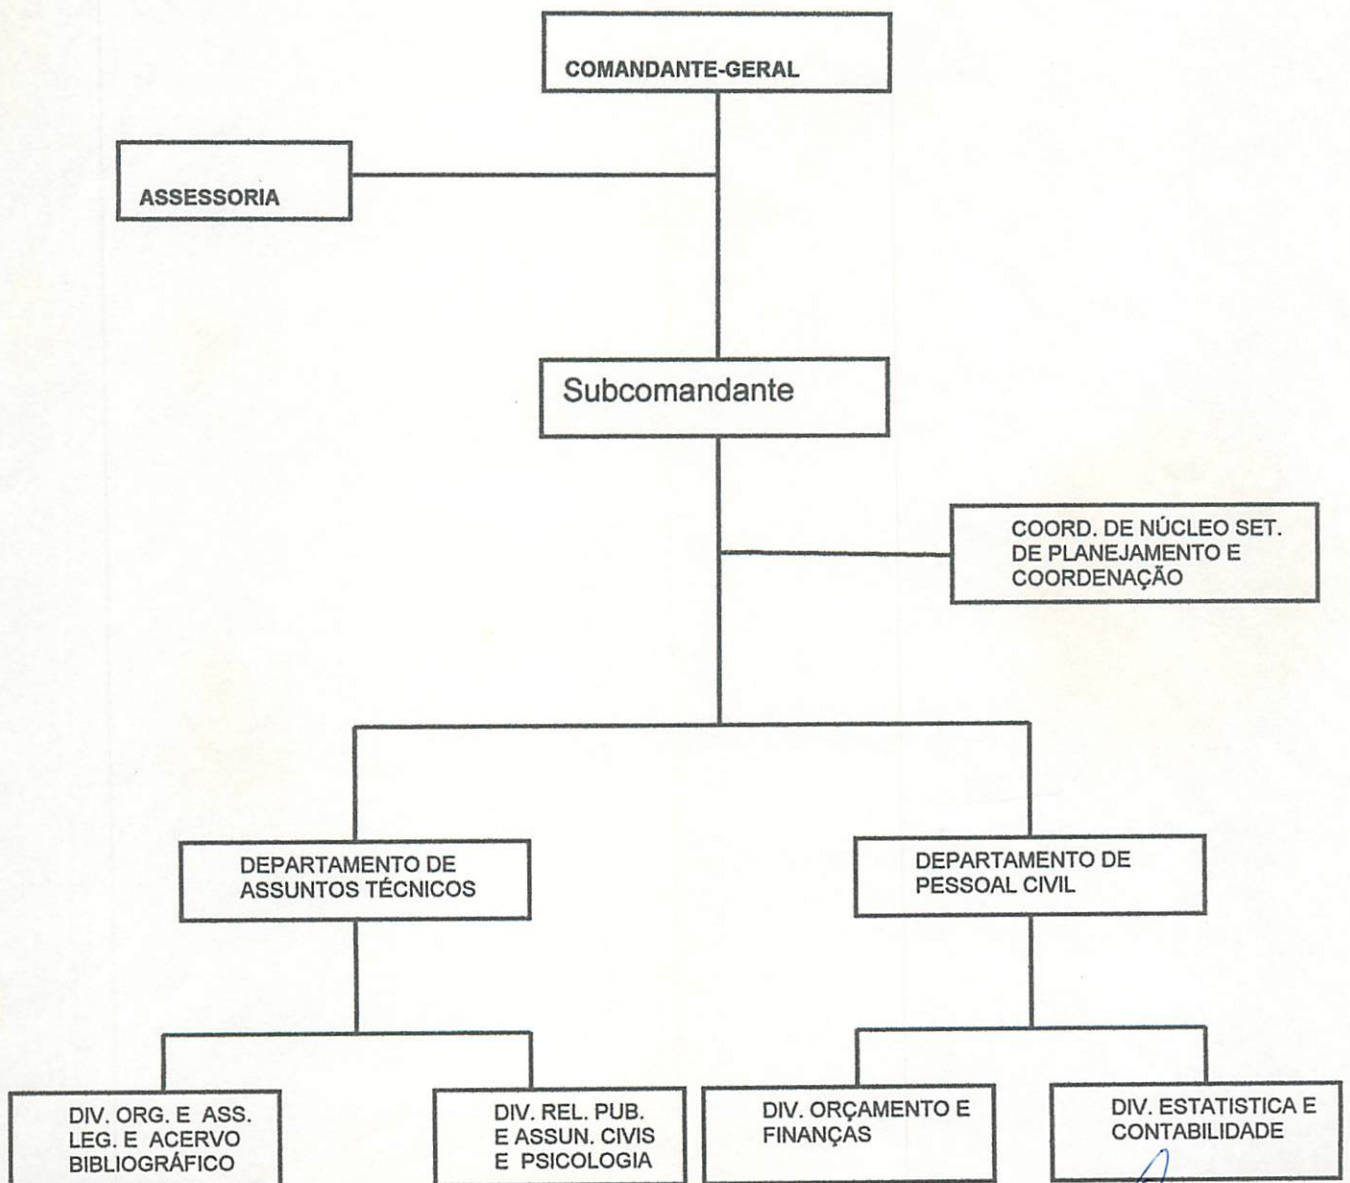 COMANDANTE-GERAL
ASSESSORIA
Subcomandante
COORD. DE NÚCLEO SET.
DE PLANEJAMENTO E
COORDENAÇÃO
DEPARTAMENTO DE
ASSUNTOS TÉCNICOS
DEPARTAMENTO DE
PESSOAL CIVIL
DIV. ORG. E ASS.
LEG. E ACERVO
BIBLIOGRÁFICO
DIV. REL. PUB.
E ASSUN. CIVIS
E PSICOLOGIA
DIV. ORÇAMENTO E
FINANÇAS
DIV. ESTATISTICA E
CONTABILIDADE